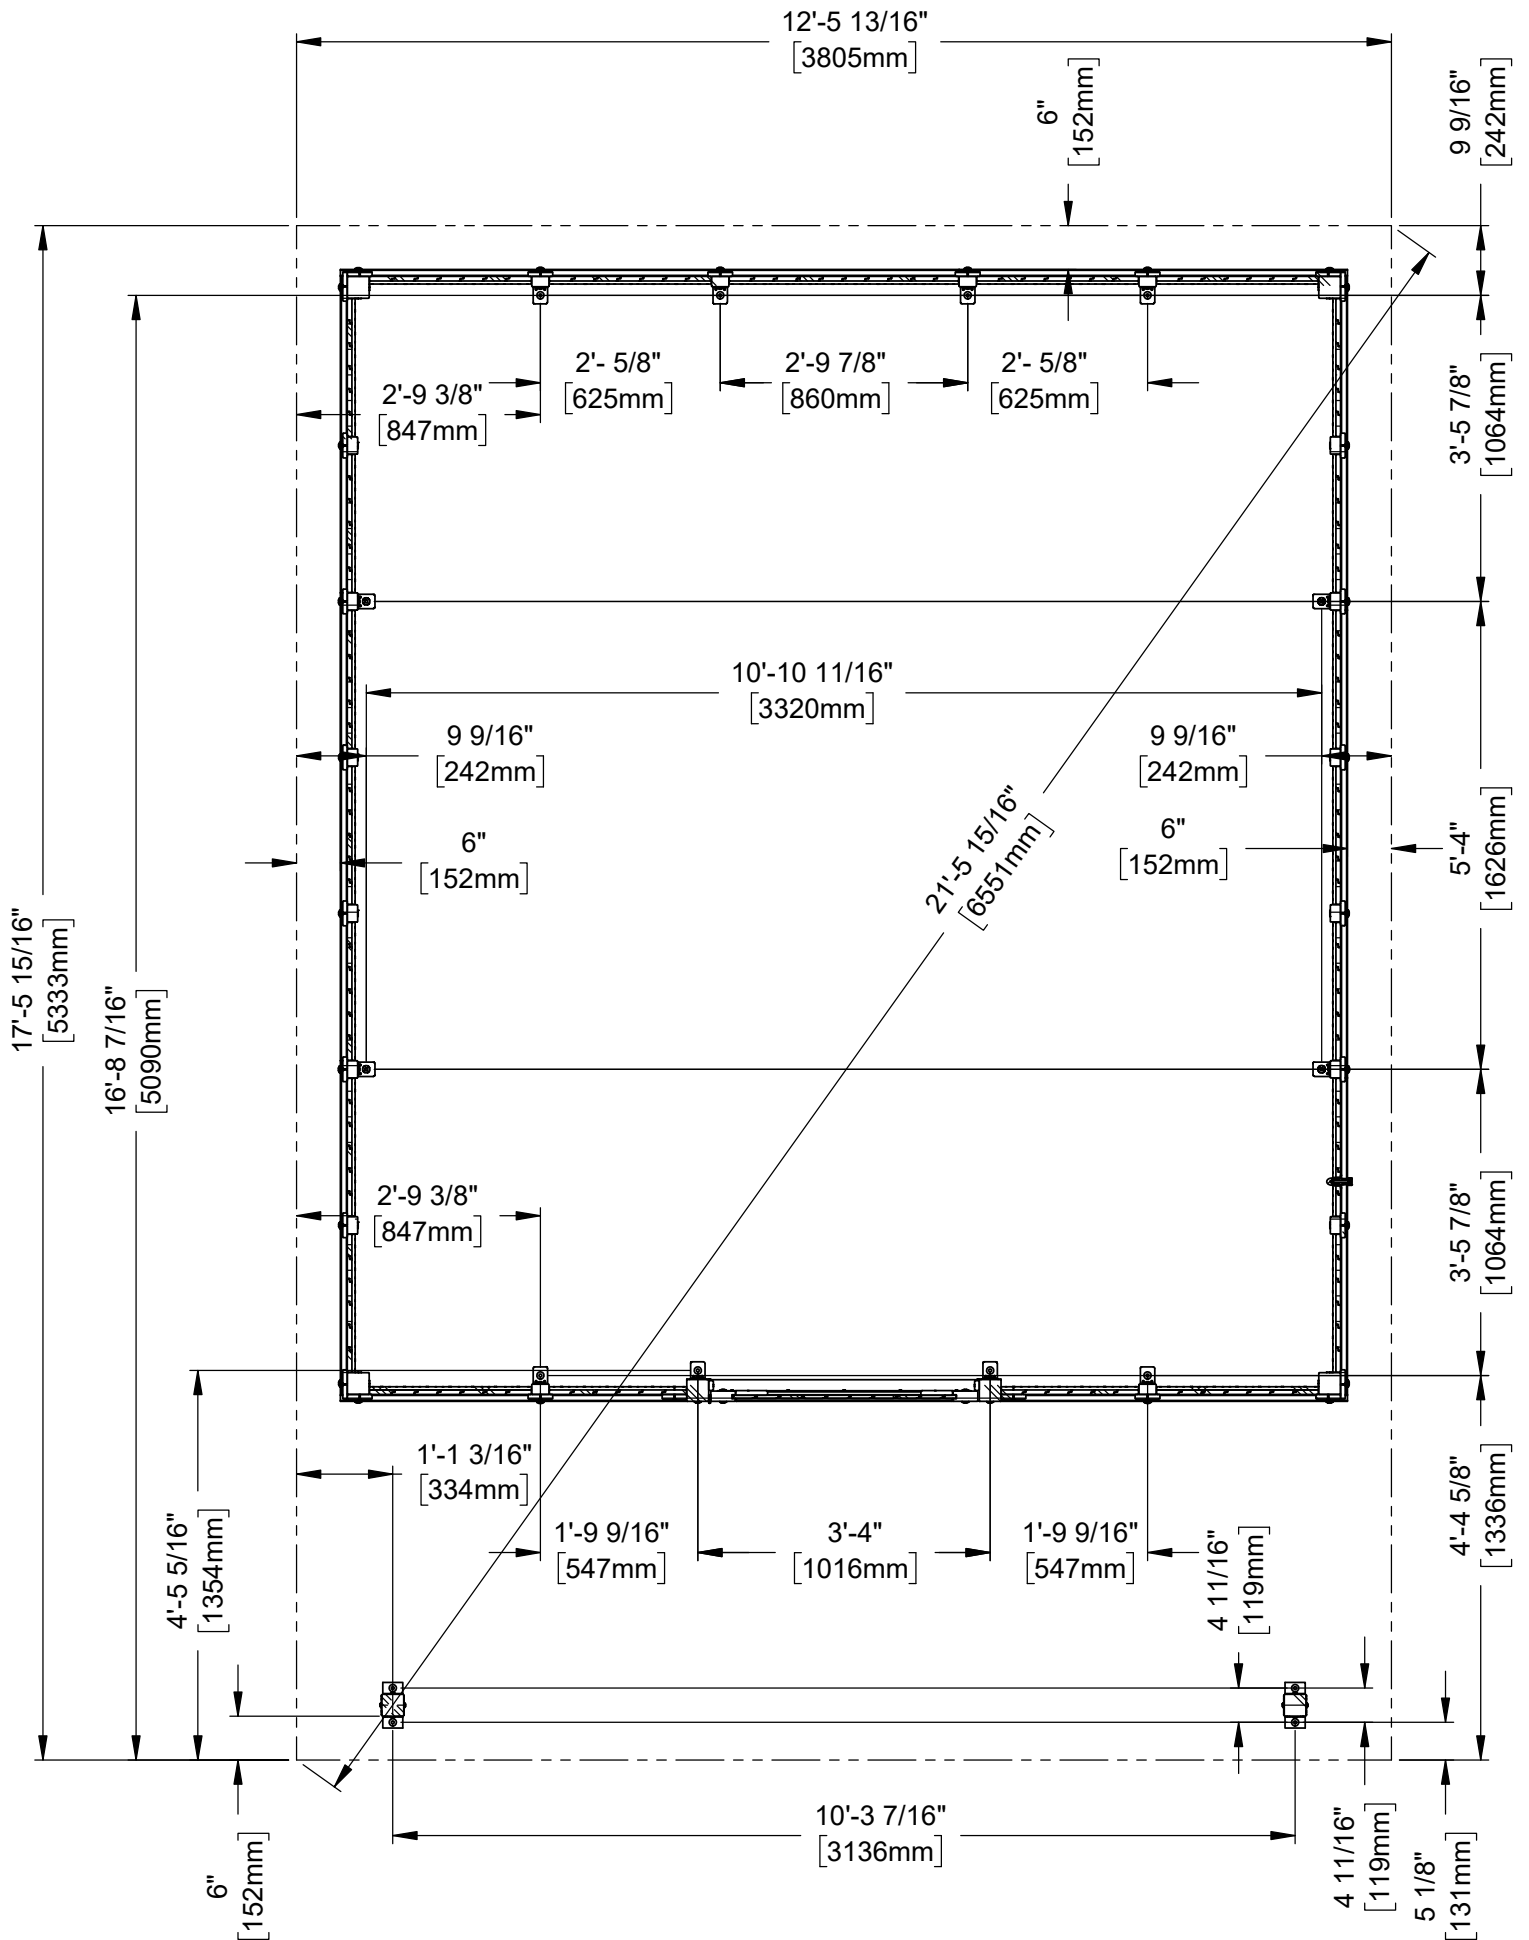 12'-5 13/16"
[3805mm]
6"
[152mm]
9 9/16"
[242mm]
2'- 5/8"
[625mm]
2'-9 7/8"
[860mm]
2'- 5/8"
[625mm]
2'-9 3/8"
[847mm]
3'-5 7/8"
[1064mm]
10'-10 11/16"
[3320mm]
9 9/16"
[242mm]
9 9/16"
[242mm]
6"
[152mm]
21'-5 15/16"
[6551mm]
6"
[152mm]
5'-4"
[1626mm]
17'-5 15/16"
[5333mm]
16'-8 7/16"
[5090mm]
2'-9 3/8"
[847mm]
3'-5 7/8"
[1064mm]
1'-1 3/16"
[334mm]
4'-5 5/16"
[1354mm]
1'-9 9/16"
[547mm]
3'-4"
[1016mm]
1'-9 9/16"
[547mm]
4 11/16"
[119mm]
4'-4 5/8"
[1336mm]
10'-3 7/16"
[3136mm]
6"
[152mm]
4 11/16"
[119mm]
5 1/8"
[131mm]